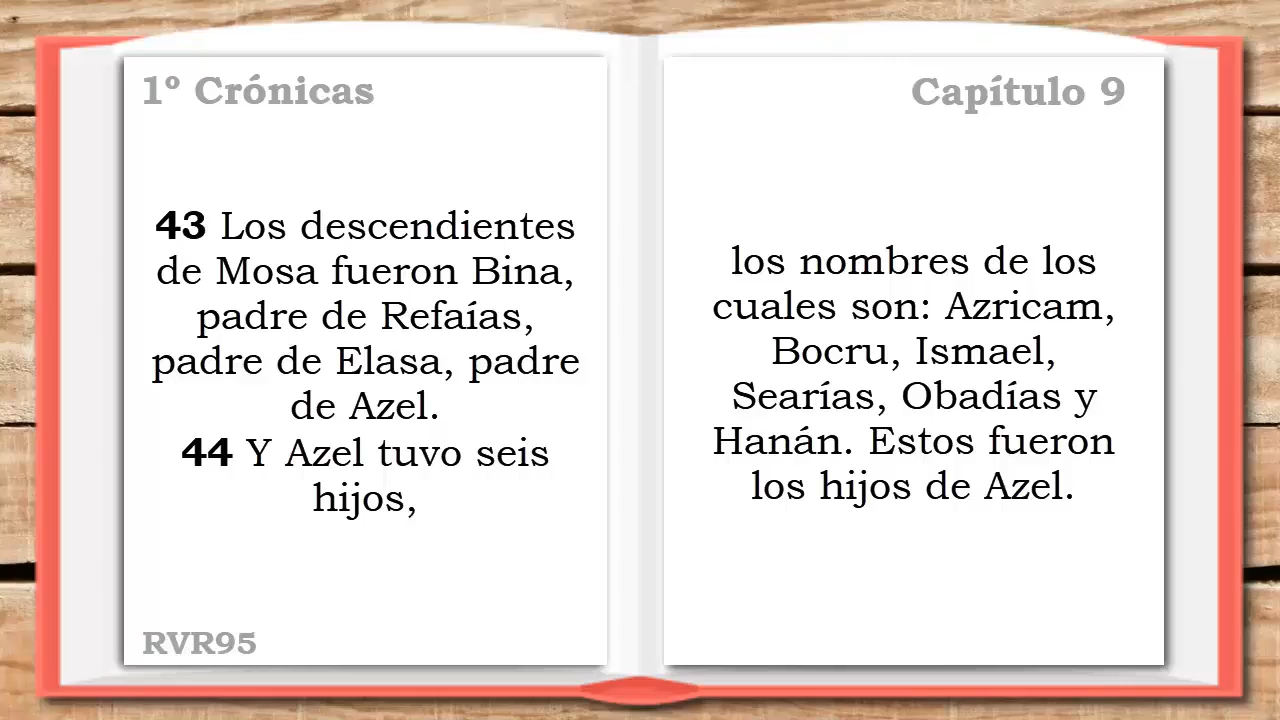 1º Crónicas
43 Los descendientes
de Mosa fueron Bina,
padre de Refaías,
padre de Elasa, padre
de Azel.
44 Y Azel tuvo seis
hijos,
RVR95
Capítulo 9
los nombres de los
cuales son: Azricam,
Bocru, Ismael,
Searías, Obadías y
Hanán. Estos fueron
los hijos de Azel.